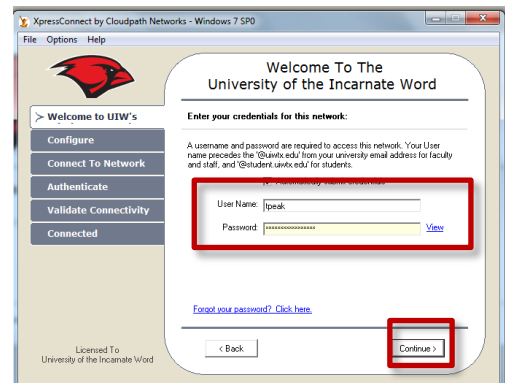 XpressConnect by Cloudpath Networks - Windows 7 SP0
File Options Help
Welcome To The
University of the Incarnate Word
> Welcome to UIW's
Configure
Connect To Network
Authenticate
Validate Connectivity
Connected
Enter your credentials for this network:
A username and password are required to access this network. Your User
name precedes the '@uiwtx.edu' from your university email address for faculty
and staff, and '@student.uiwtx.edu' for students.
Automatically submit credentials
User Name: tpeak
Password: ****************
View
Forgot your password? Click here.
< Back
Continue >
Licensed To
University of the Incarnate Word